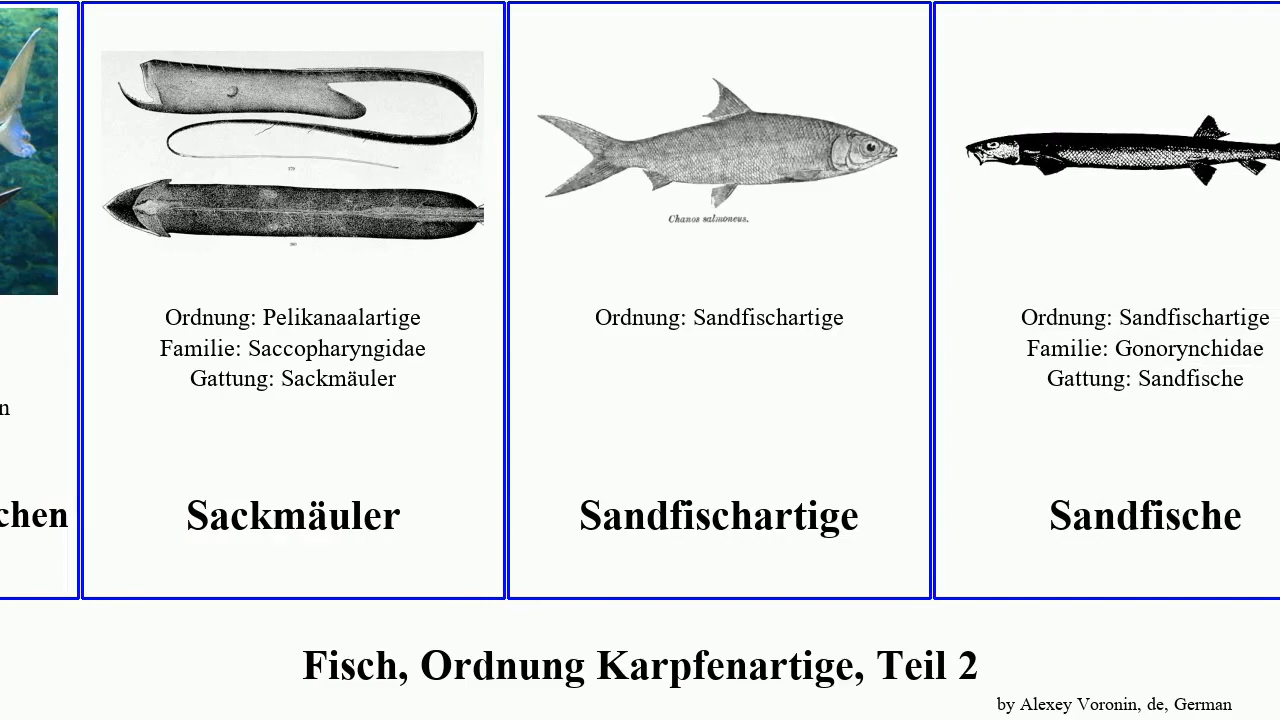 n
chen
Ordnung: Pelikanaalartige
Familie: Saccopharyngidae
Gattung: Sackmäuler
Sackmäuler
Chanos salmoneus.
Ordnung: Sandfischartige
Sandfischartige
Ordnung: Sandfischartige
Familie: Gonorynchidae
Gattung: Sandfische
Sandfische
Fisch, Ordnung Karpfenartige, Teil 2
by Alexey Voronin, de, German